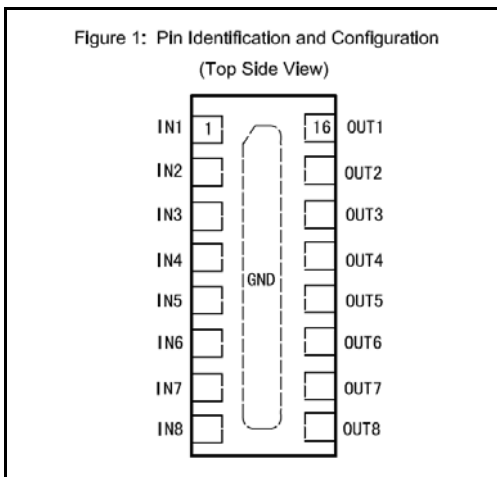 Figure 1: Pin Identification and Configuration
(Top Side View)
IN1 1 16 OUT1
IN2 OUT2
IN3 OUT3
IN4 OUT4
GND
IN5 OUT5
IN6 OUT6
IN7 OUT7
IN8 OUT8